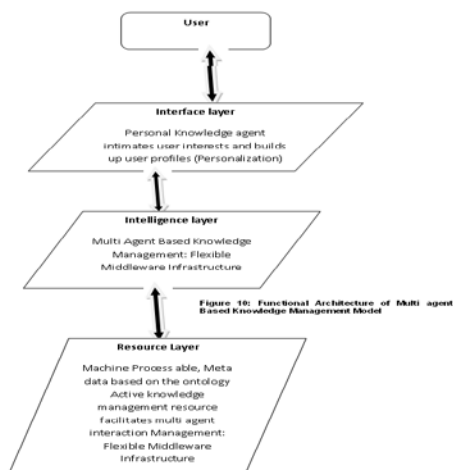 User
Interface layer
Personal Knowledge agent
intimates user interests and builds
up user profiles (Personalization)
Intelligence layer
Multi Agent Based Knowledge
Management: Flexible
Middleware Infrastructure
Figure 10: Functional Architecture of Multi agent
Based Knowledge Management Model
Resource Layer
Machine Process able, Meta
data based on the ontology
Active knowledge
management resource
facilitates multi agent
interaction Management:
Flexible Middleware
Infrastructure